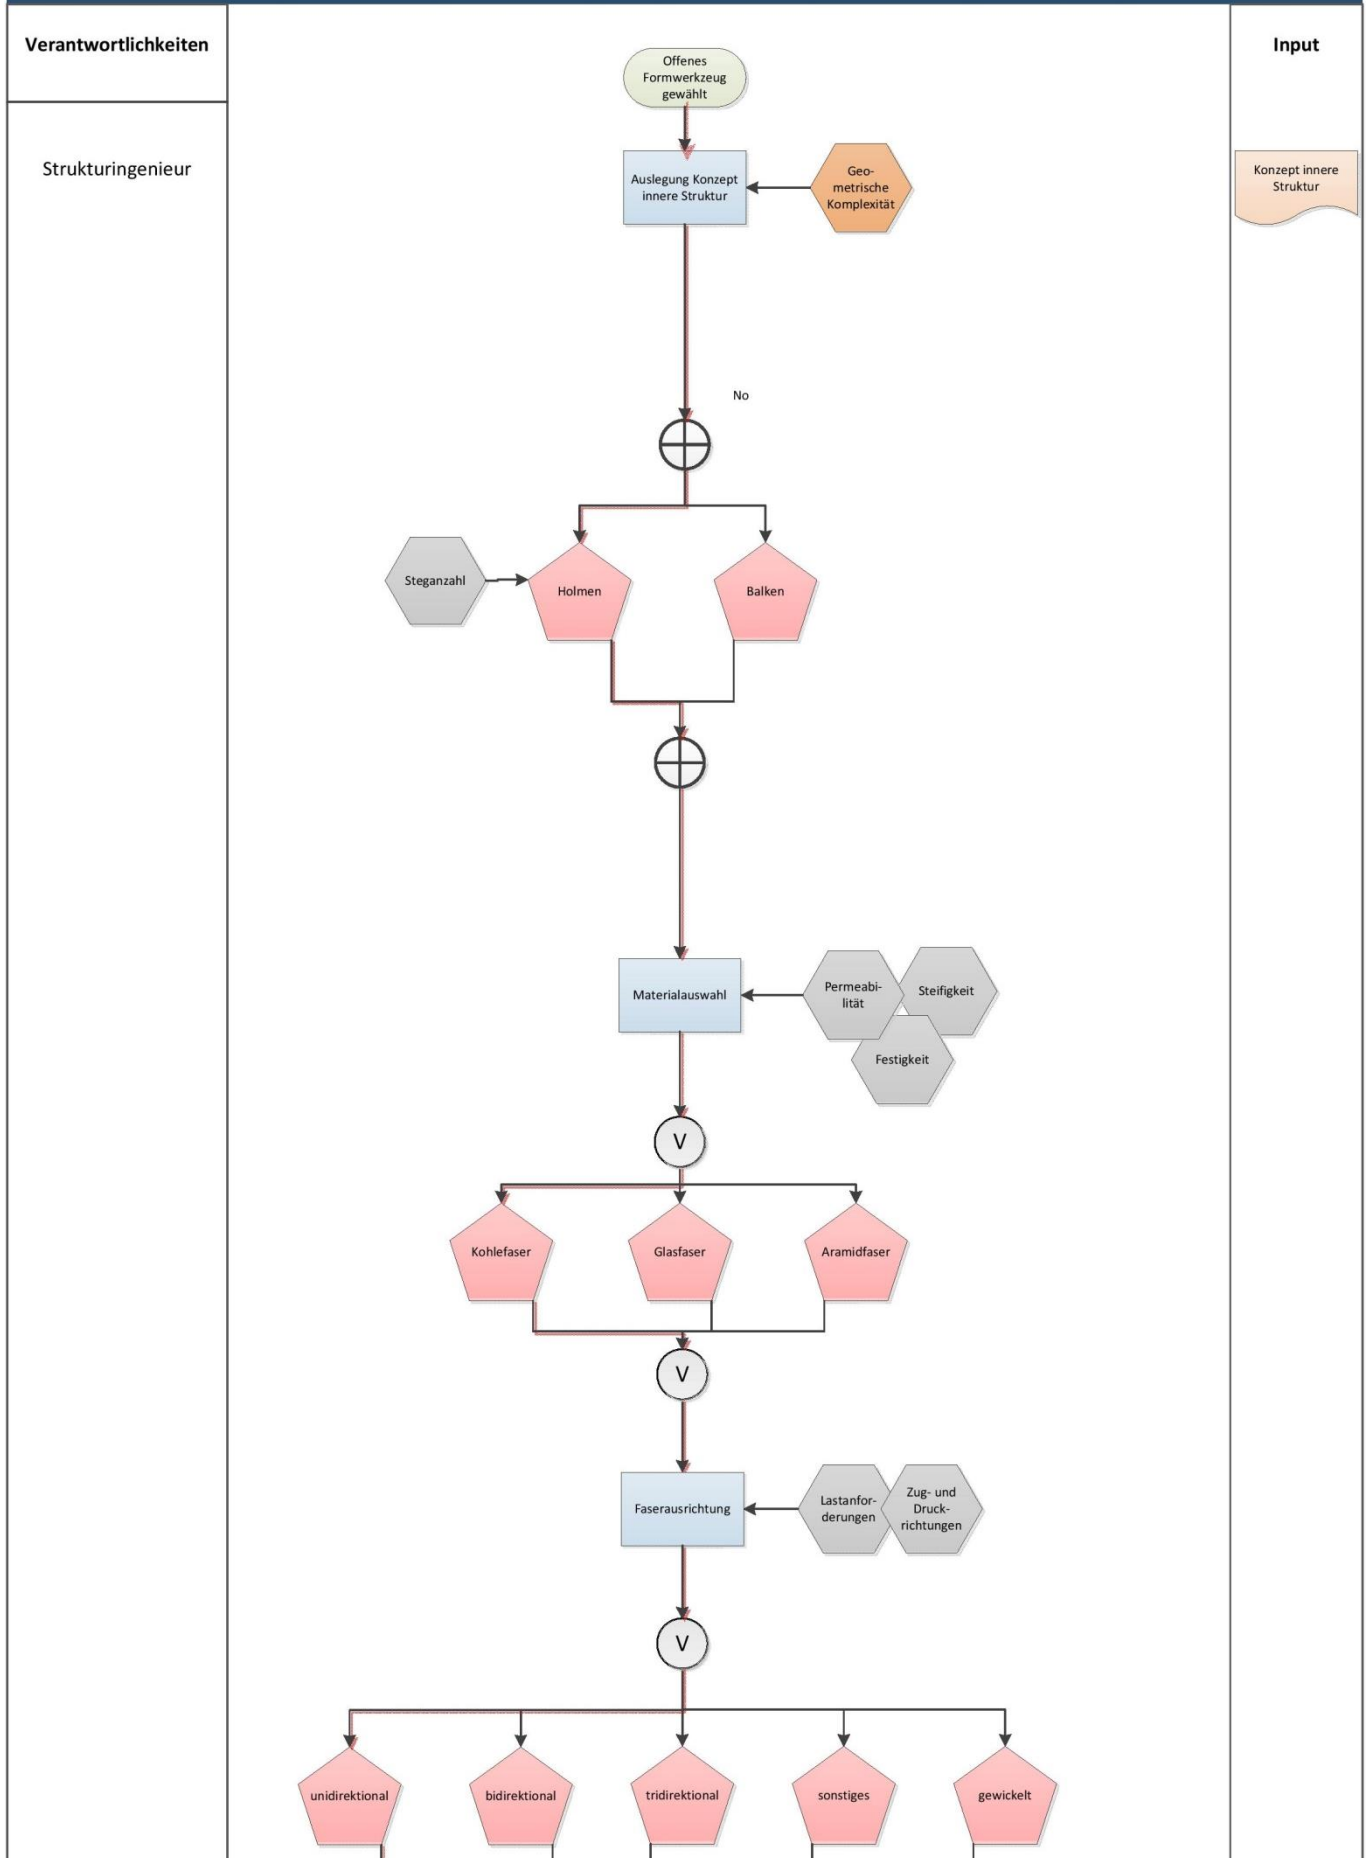 Verantwortlichkeiten
Input
Offenes
Formwerkzeug
gewählt
Strukturingenieur
Auslegung Konzept
innere Struktur
Geo-
metrische
Komplexität
Konzept innere
Struktur
No
Steganzahl
Holmen
Balken
Materialauswahl
Permeabi-
lität
Steifigkeit
Festigkeit
V
Kohlefaser
Glasfaser
Aramidfaser
V
Faserausrichtung
Lastanfor-
derungen
Zug- und
Druck-
richtungen
V
unidirektional
bidirektional
tridirektional
sonstiges
gewickelt